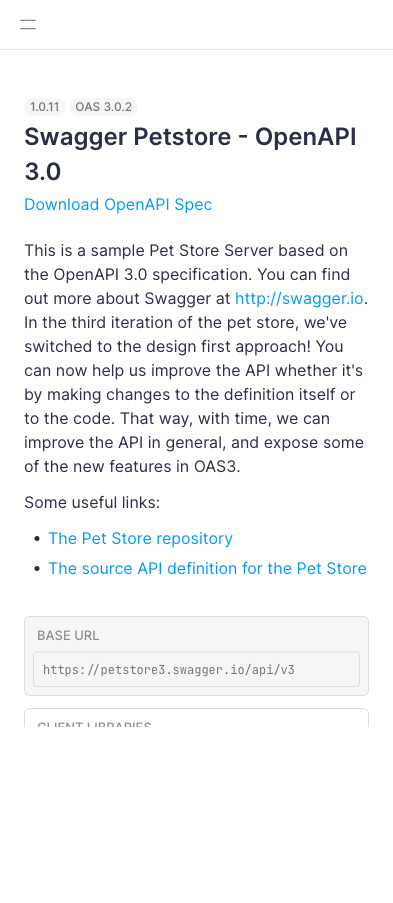 1.0.11 OAS 3.0.2
Swagger Petstore - OpenAPI
3.0
Download OpenAPI Spec
This is a sample Pet Store Server based on
the OpenAPI 3.0 specification. You can find
out more about Swagger at http://swagger.io.
In the third iteration of the pet store, we've
switched to the design first approach! You
can now help us improve the API whether it's
by making changes to the definition itself or
to the code. That way, with time, we can
improve the API in general, and expose some
of the new features in OAS3.
Some useful links:
• The Pet Store repository
• The source API definition for the Pet Store
BASE URL
https://petstore3.swagger.io/api/v3
CLIENT LIBRARIES